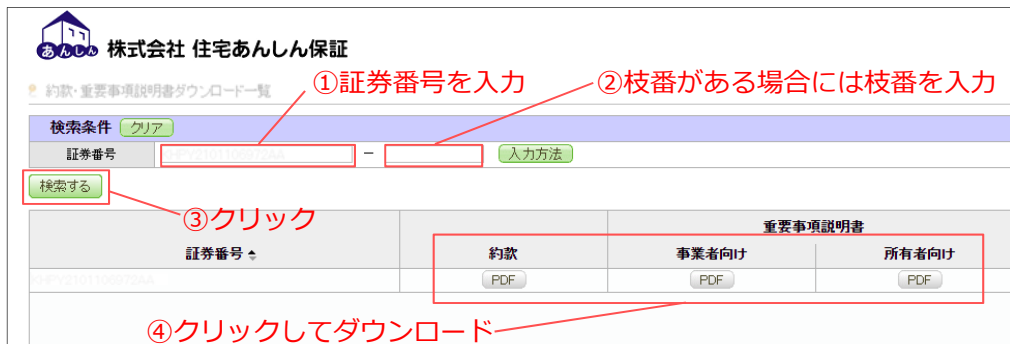 あんしん 株式会社 住宅あんしん保証
約款・重要事項説明書ダウンロード一覧
①証券番号を入力
②枝番がある場合には枝番を入力
検索条件 クリア
証券番号 － 入力方法
検索する
③クリック
重要事項説明書
証券番号 約款 事業者向け 所有者向け
PDF PDF PDF
④クリックしてダウンロード